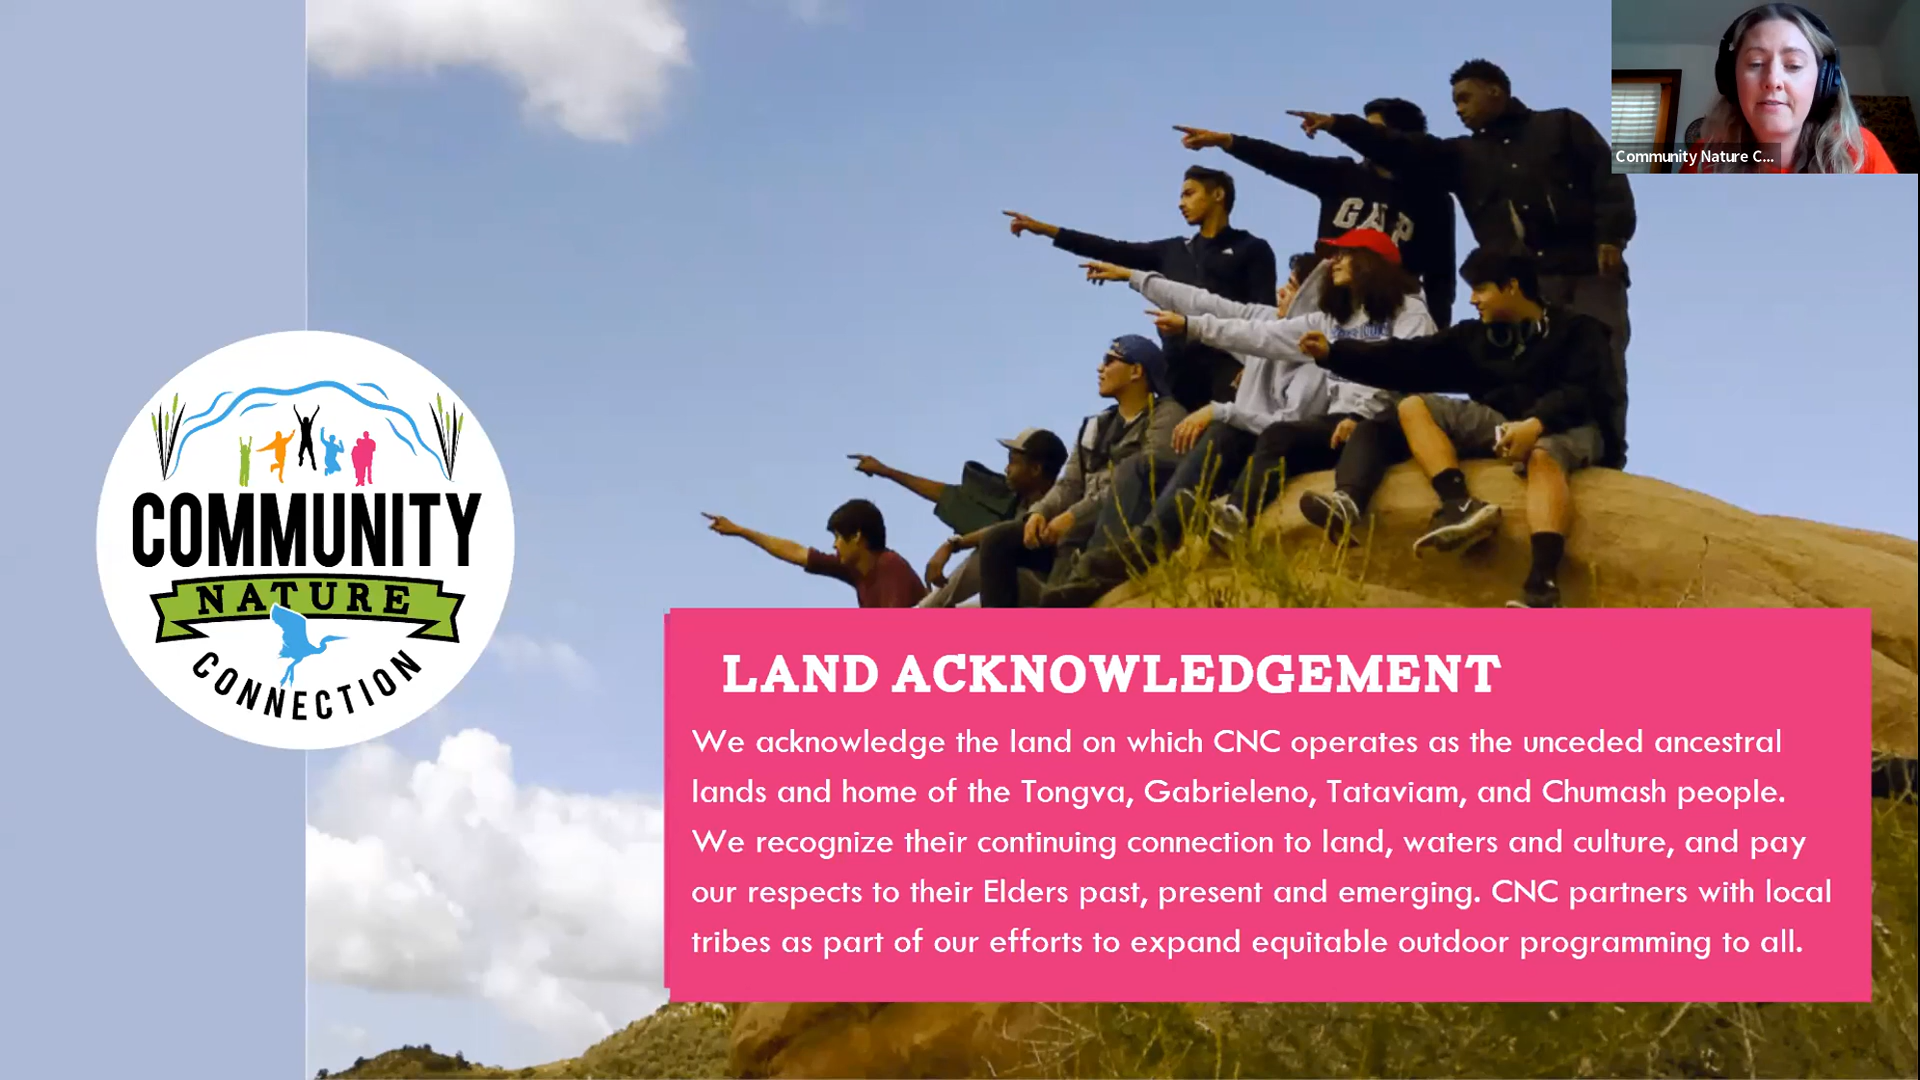 Community Nature C...
GAP
COMMUNITY
NATURE
CONNECTION
LAND ACKNOWLEDGEMENT
We acknowledge the land on which CNC operates as the unceded ancestral
lands and home of the Tongva, Gabrieleno, Tataviam, and Chumash people.
We recognize their continuing connection to land, waters and culture, and pay
our respects to their Elders past, present and emerging. CNC partners with local
tribes as part of our efforts to expand equitable outdoor programming to all.